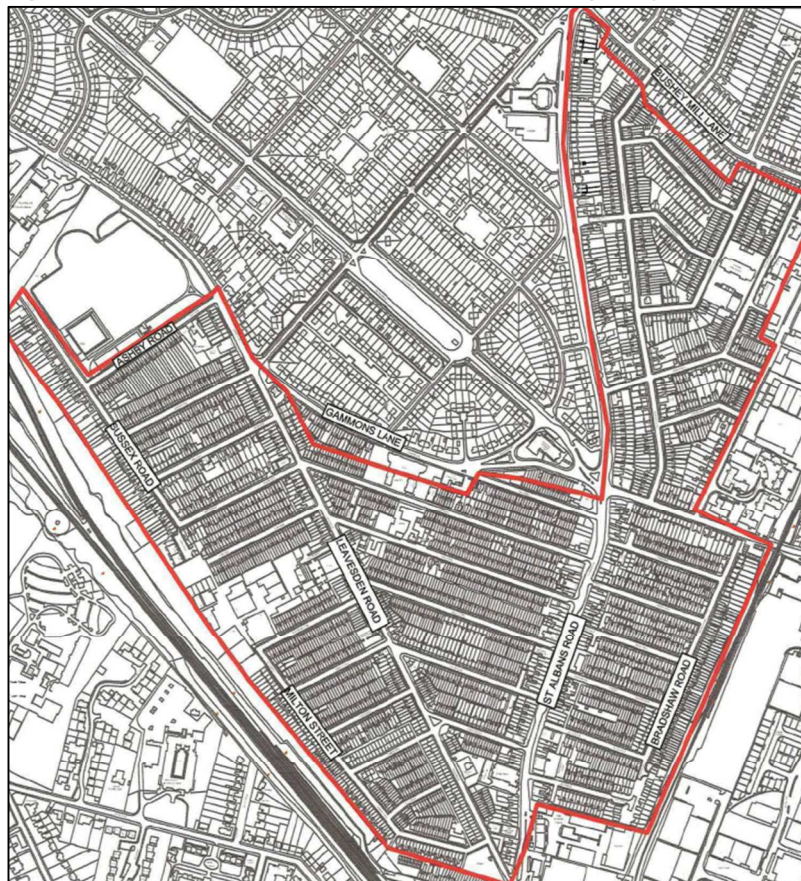 BUSHEY MILL LANE
ASHBY ROAD
GAMMONS LANE
SUSSEX ROAD
LEAVESDEN ROAD
ST ALBANS ROAD
BRADSHAW ROAD
MILTON STREET